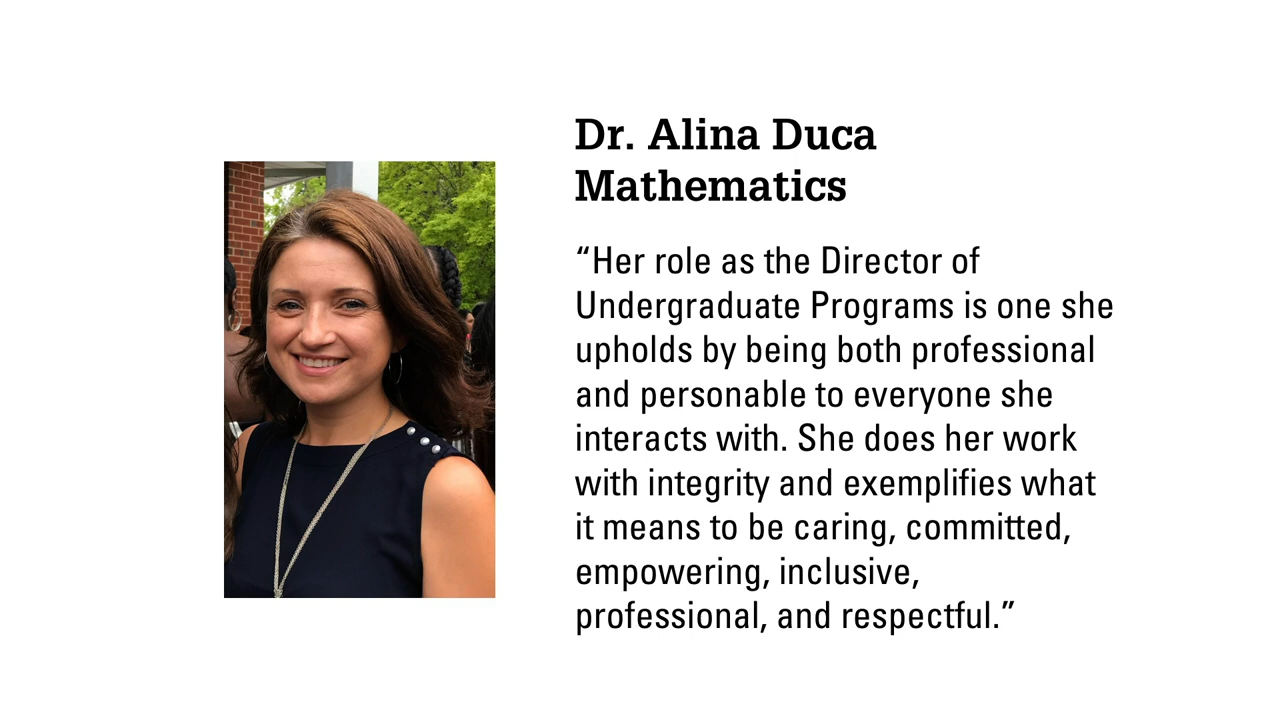 Dr. Alina Duca
Mathematics
“Her role as the Director of
Undergraduate Programs is one she
upholds by being both professional
and personable to everyone she
interacts with. She does her work
with integrity and exemplifies what
it means to be caring, committed,
empowering, inclusive,
professional, and respectful.”